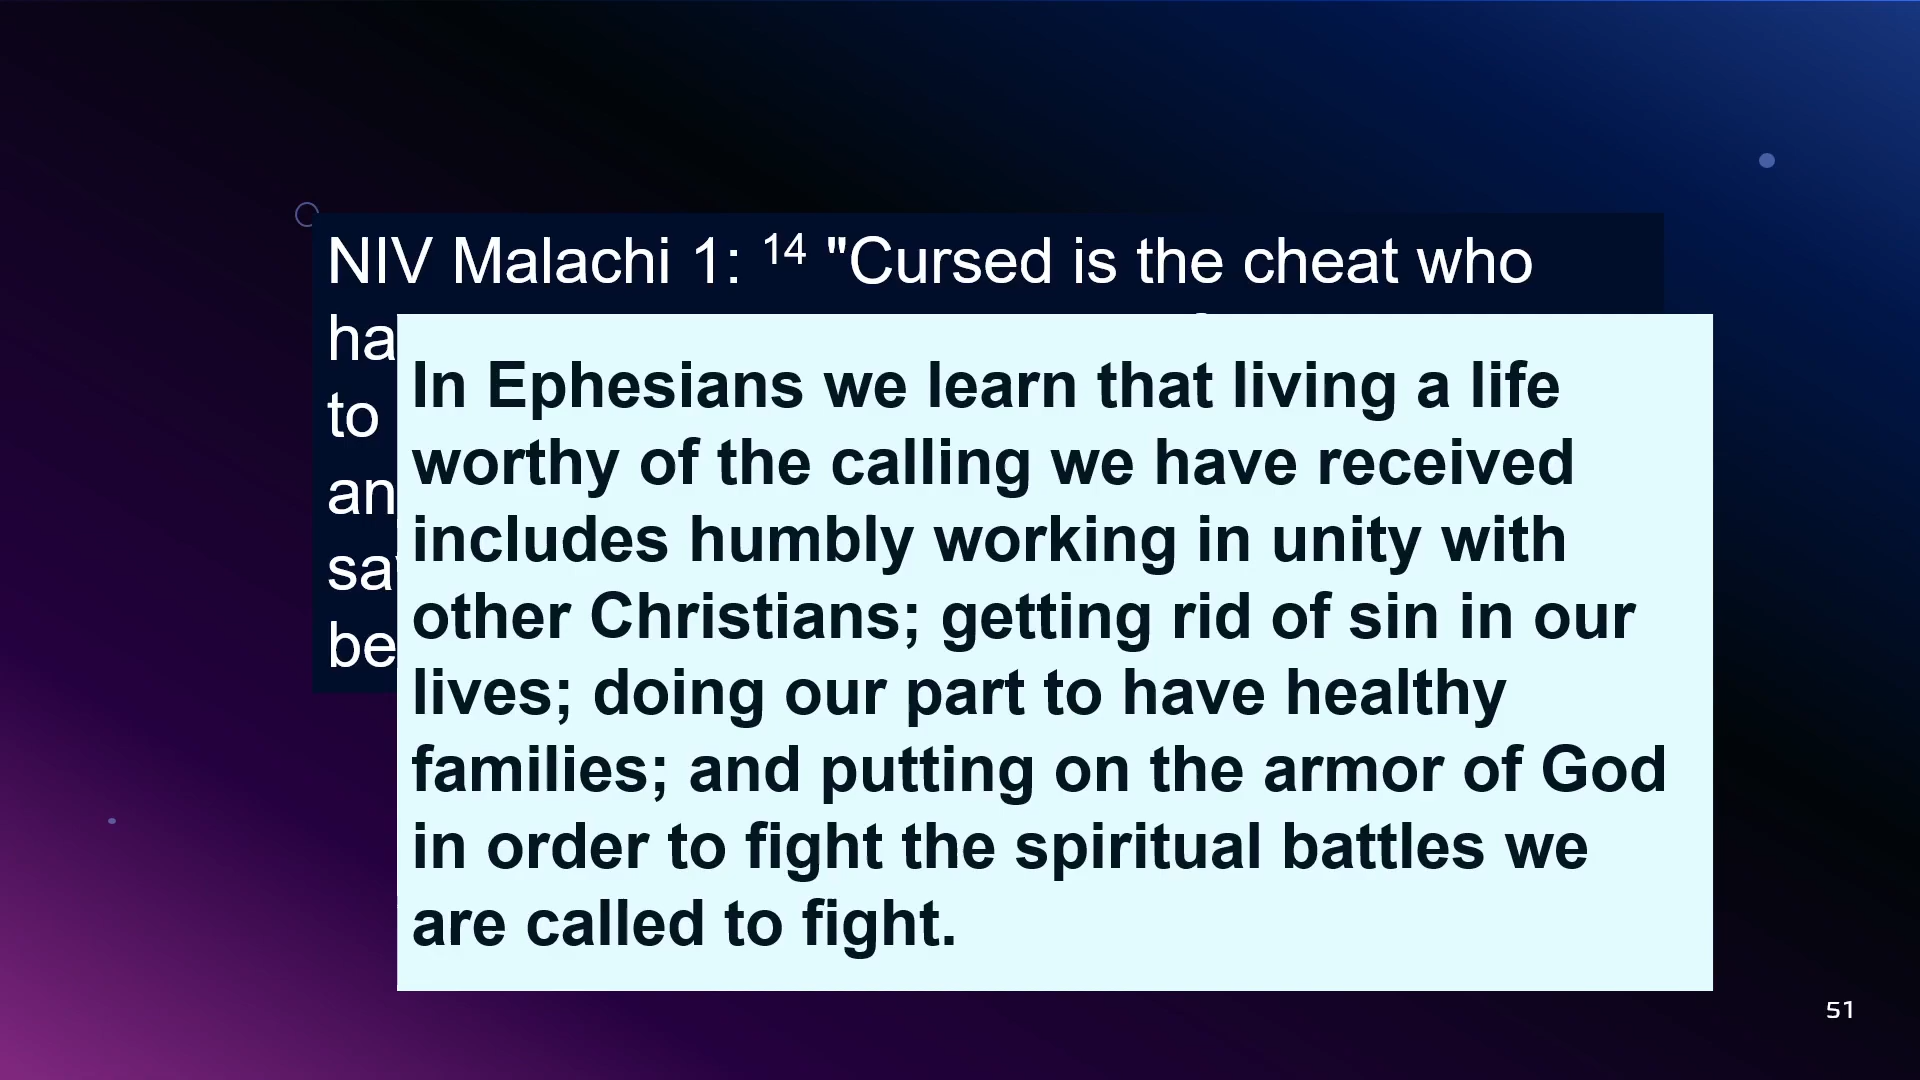 NIV Malachi 1: 14 "Cursed is the cheat who
ha
to
an
sa
be
In Ephesians we learn that living a life
worthy of the calling we have received
includes humbly working in unity with
other Christians; getting rid of sin in our
lives; doing our part to have healthy
families; and putting on the armor of God
in order to fight the spiritual battles we
are called to fight.
51